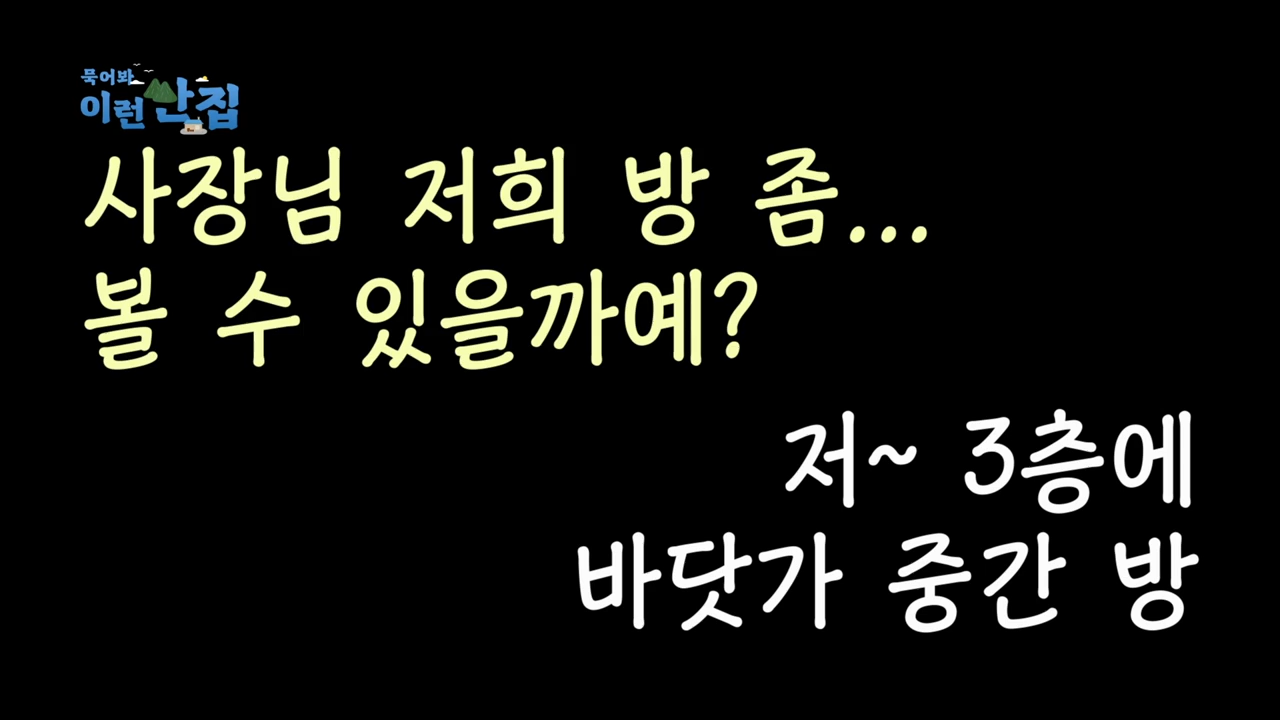 묵어봐
이런 산집
사장님 저희 방 좀...
볼 수 있을까예?
저~ 3층에
바닷가 중간 방